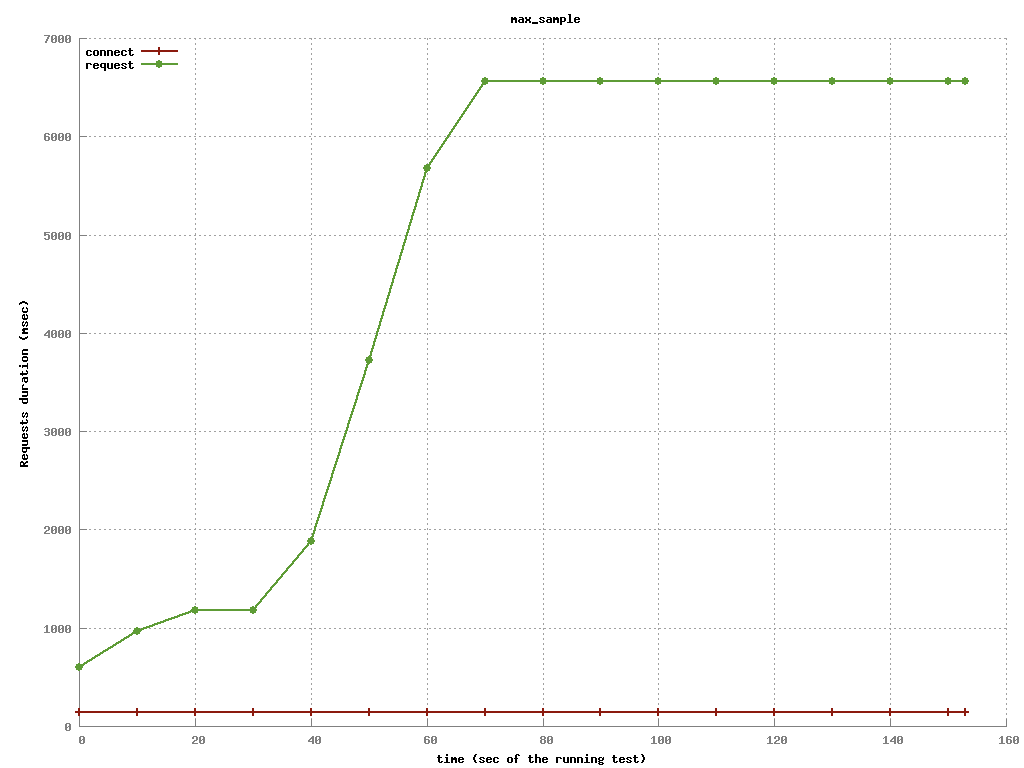 max_sample
7000
connect
request
6000
5000
4000
3000
2000
1000
0
Requests duration (msec)
0 20 40 60 80 100 120 140 160
time (sec of the running test)